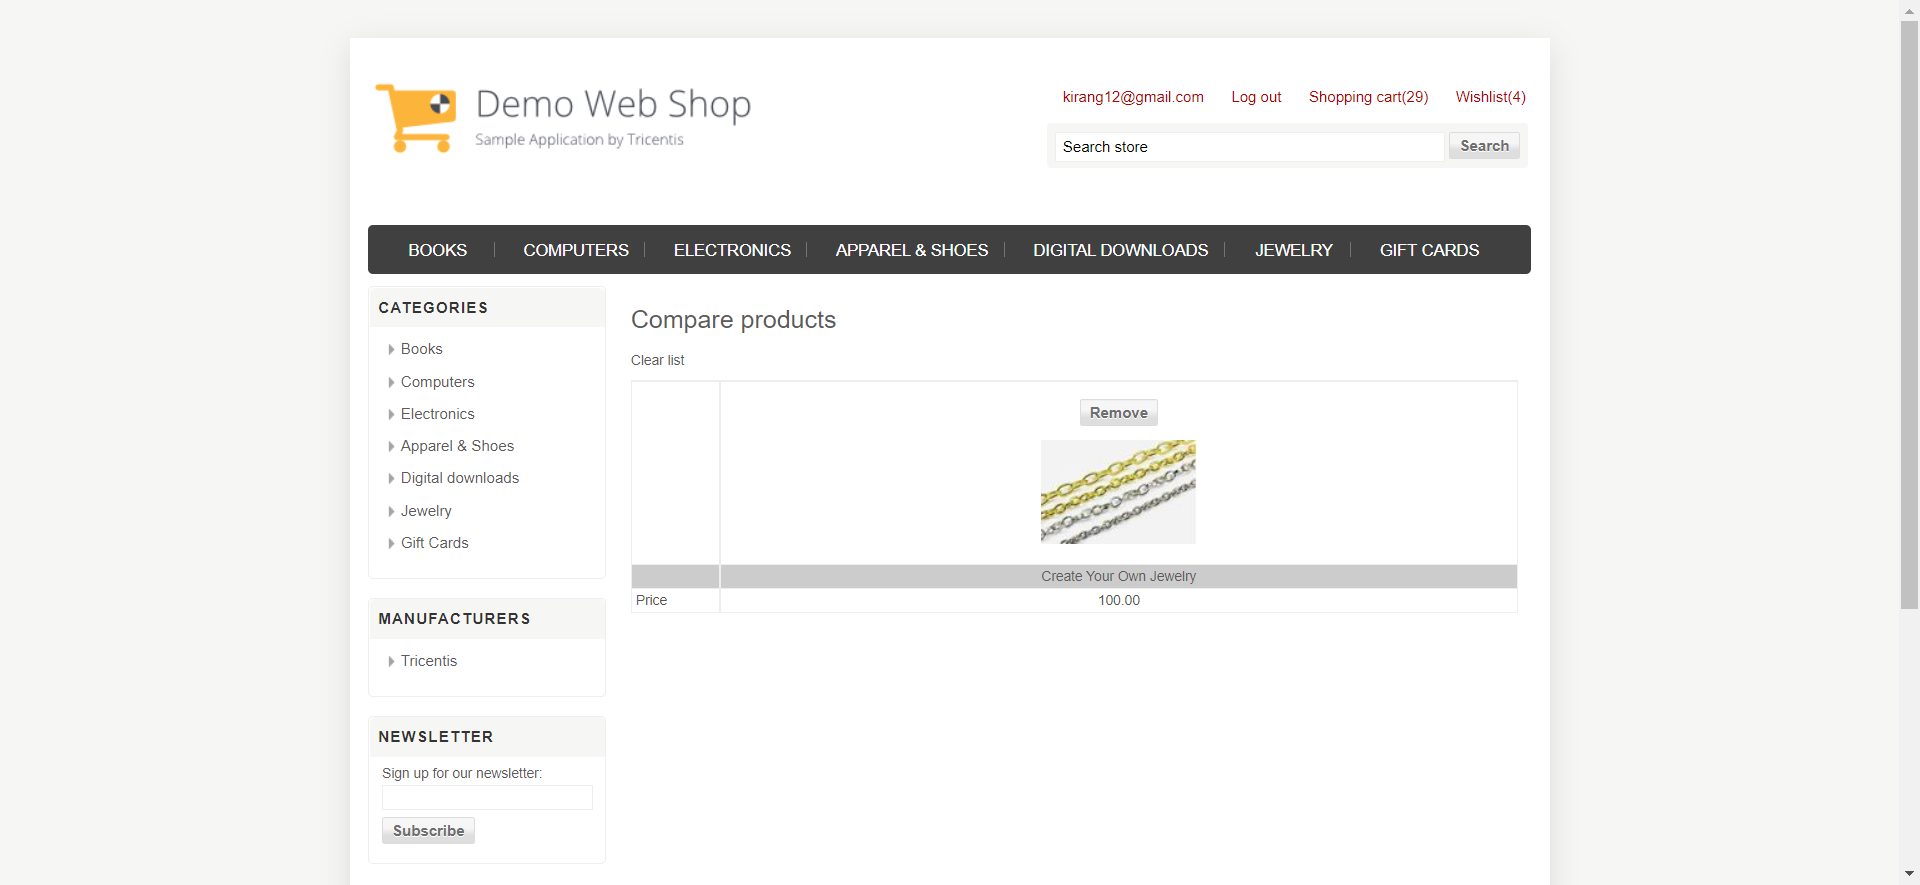 Demo Web Shop
Sample Application by Tricentis
kirang12@gmail.com Log out Shopping cart(29) Wishlist(4)
Search store Search
BOOKS COMPUTERS ELECTRONICS APPAREL & SHOES DIGITAL DOWNLOADS JEWELRY GIFT CARDS
CATEGORIES
Books
Computers
Electronics
Apparel & Shoes
Digital downloads
Jewelry
Gift Cards
MANUFACTURERS
Tricentis
NEWSLETTER
Sign up for our newsletter:
Subscribe
Compare products
Clear list
Remove
Create Your Own Jewelry
Price 100.00